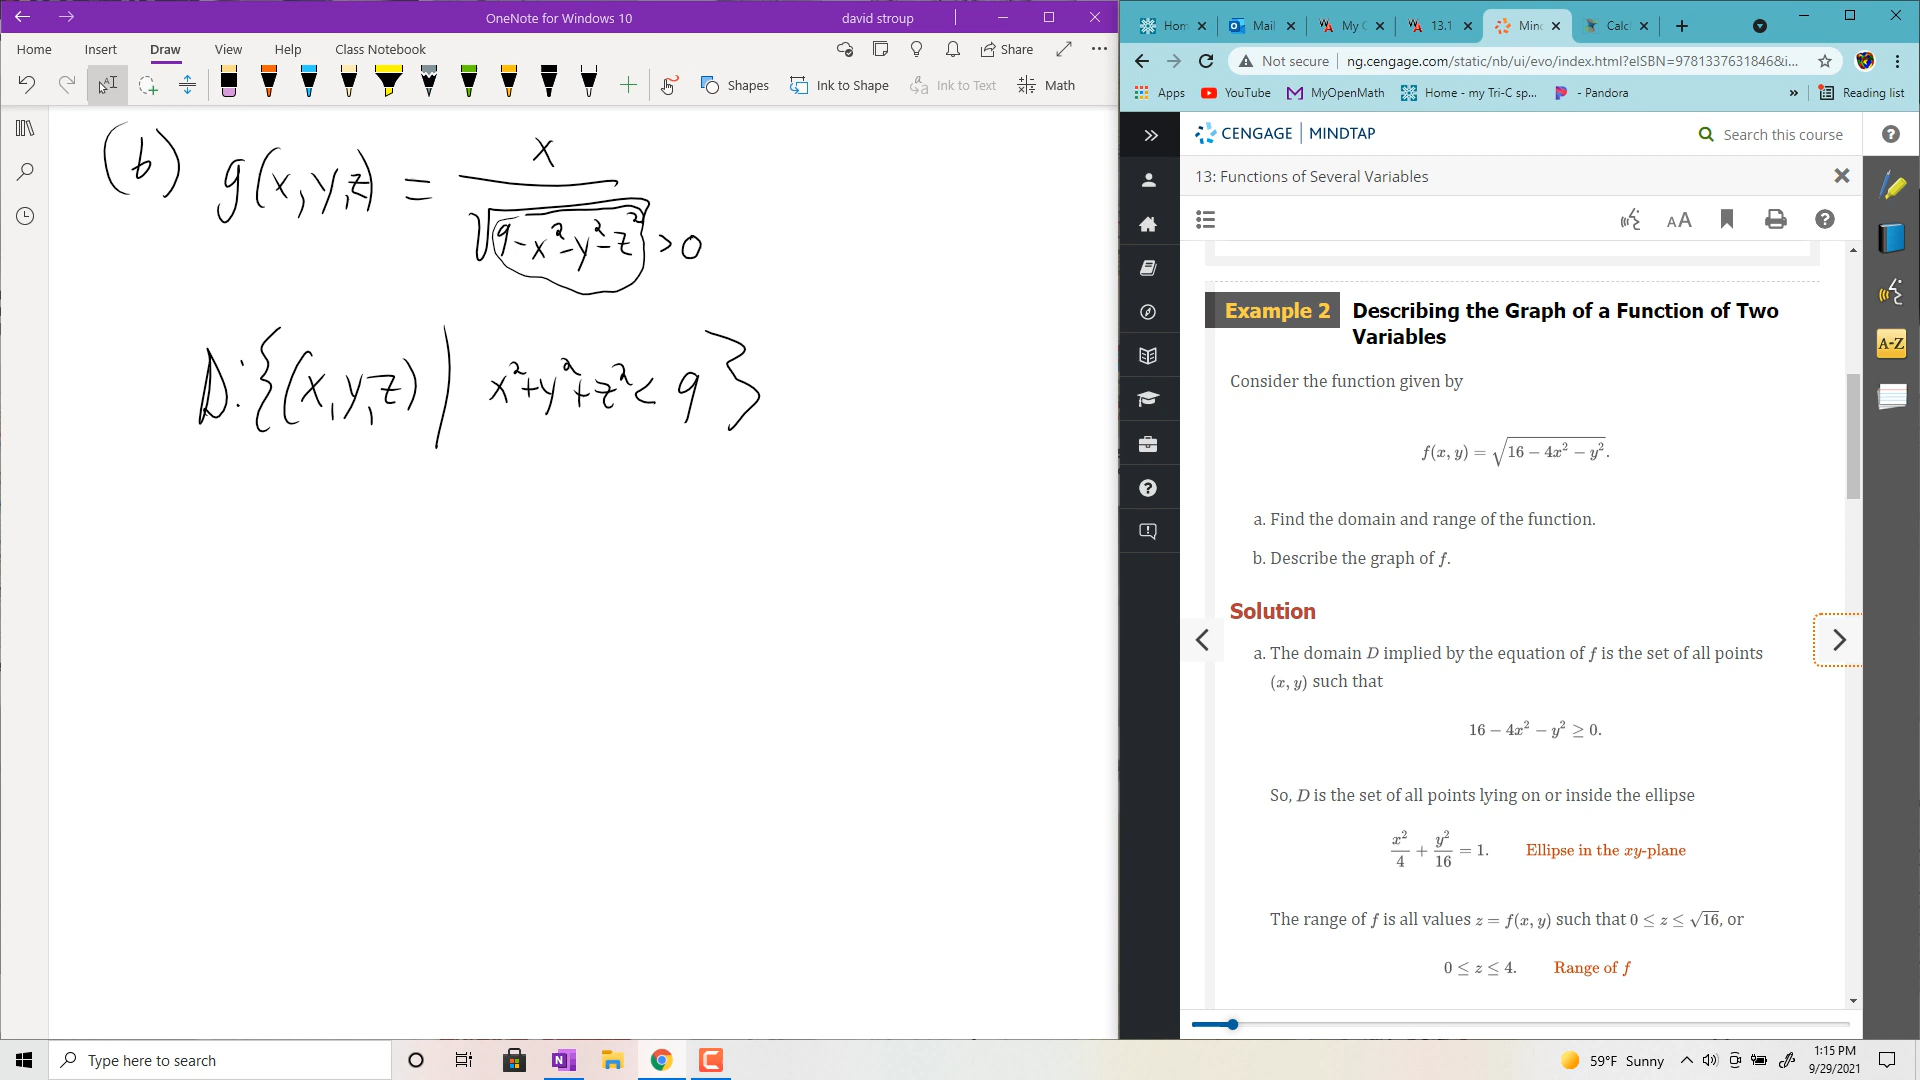 OneNote for Windows 10
david stroup
Home Insert Draw View Help Class Notebook
Share
Shapes
Ink to Shape
Ink to Text
Math
(b) g(x,y,z) = x / √(9-x²-y²-z²) > 0
D:{(x,y,z) | x²+y²+z² < 9}
Hom
Mail
My C
13.1
Minc
Calc
Not secure | ng.cengage.com/static/nb/ui/evo/index.html?eISBN=9781337631846&i...
Apps YouTube MyOpenMath Home - my Tri-C sp... - Pandora » Reading list
CENGAGE | MINDTAP
Search this course
13: Functions of Several Variables
AA
A-Z
Example 2 Describing the Graph of a Function of Two
Variables
Consider the function given by
f(x, y) = √(16 − 4x² − y²).
a. Find the domain and range of the function.
b. Describe the graph of f.
Solution
a. The domain D implied by the equation of f is the set of all points
(x, y) such that
16 − 4x² − y² ≥ 0.
So, D is the set of all points lying on or inside the ellipse
x²/4 + y²/16 = 1. Ellipse in the xy-plane
The range of f is all values z = f(x, y) such that 0 ≤ z ≤ √16, or
0 ≤ z ≤ 4. Range of f
Type here to search
59°F Sunny
1:15 PM
9/29/2021